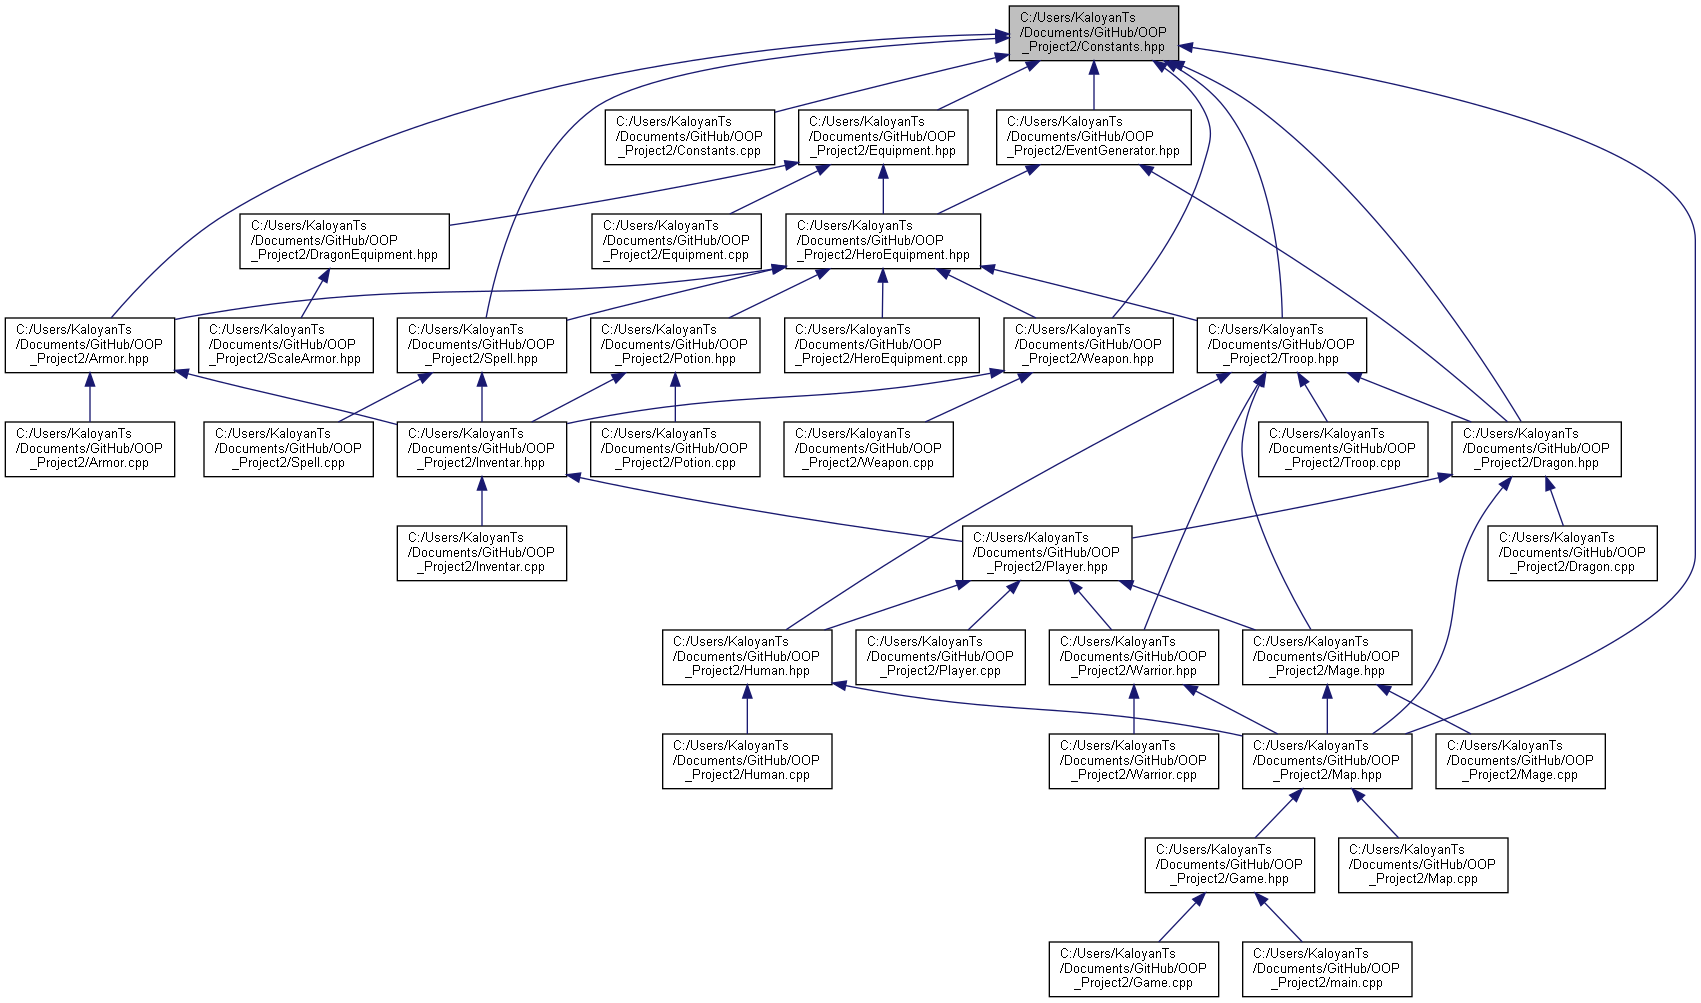 C:/Users/KaloyanTs
/Documents/GitHub/OOP
_Project2/Constants.hpp
C:/Users/KaloyanTs
/Documents/GitHub/OOP
_Project2/Constants.cpp
C:/Users/KaloyanTs
/Documents/GitHub/OOP
_Project2/Equipment.hpp
C:/Users/KaloyanTs
/Documents/GitHub/OOP
_Project2/EventGenerator.hpp
C:/Users/KaloyanTs
/Documents/GitHub/OOP
_Project2/DragonEquipment.hpp
C:/Users/KaloyanTs
/Documents/GitHub/OOP
_Project2/Equipment.cpp
C:/Users/KaloyanTs
/Documents/GitHub/OOP
_Project2/HeroEquipment.hpp
C:/Users/KaloyanTs
/Documents/GitHub/OOP
_Project2/Armor.hpp
C:/Users/KaloyanTs
/Documents/GitHub/OOP
_Project2/ScaleArmor.hpp
C:/Users/KaloyanTs
/Documents/GitHub/OOP
_Project2/Spell.hpp
C:/Users/KaloyanTs
/Documents/GitHub/OOP
_Project2/Potion.hpp
C:/Users/KaloyanTs
/Documents/GitHub/OOP
_Project2/HeroEquipment.cpp
C:/Users/KaloyanTs
/Documents/GitHub/OOP
_Project2/Weapon.hpp
C:/Users/KaloyanTs
/Documents/GitHub/OOP
_Project2/Troop.hpp
C:/Users/KaloyanTs
/Documents/GitHub/OOP
_Project2/Armor.cpp
C:/Users/KaloyanTs
/Documents/GitHub/OOP
_Project2/Spell.cpp
C:/Users/KaloyanTs
/Documents/GitHub/OOP
_Project2/Inventar.hpp
C:/Users/KaloyanTs
/Documents/GitHub/OOP
_Project2/Potion.cpp
C:/Users/KaloyanTs
/Documents/GitHub/OOP
_Project2/Weapon.cpp
C:/Users/KaloyanTs
/Documents/GitHub/OOP
_Project2/Troop.cpp
C:/Users/KaloyanTs
/Documents/GitHub/OOP
_Project2/Dragon.hpp
C:/Users/KaloyanTs
/Documents/GitHub/OOP
_Project2/Inventar.cpp
C:/Users/KaloyanTs
/Documents/GitHub/OOP
_Project2/Player.hpp
C:/Users/KaloyanTs
/Documents/GitHub/OOP
_Project2/Dragon.cpp
C:/Users/KaloyanTs
/Documents/GitHub/OOP
_Project2/Human.hpp
C:/Users/KaloyanTs
/Documents/GitHub/OOP
_Project2/Player.cpp
C:/Users/KaloyanTs
/Documents/GitHub/OOP
_Project2/Warrior.hpp
C:/Users/KaloyanTs
/Documents/GitHub/OOP
_Project2/Mage.hpp
C:/Users/KaloyanTs
/Documents/GitHub/OOP
_Project2/Human.cpp
C:/Users/KaloyanTs
/Documents/GitHub/OOP
_Project2/Warrior.cpp
C:/Users/KaloyanTs
/Documents/GitHub/OOP
_Project2/Map.hpp
C:/Users/KaloyanTs
/Documents/GitHub/OOP
_Project2/Mage.cpp
C:/Users/KaloyanTs
/Documents/GitHub/OOP
_Project2/Game.hpp
C:/Users/KaloyanTs
/Documents/GitHub/OOP
_Project2/Map.cpp
C:/Users/KaloyanTs
/Documents/GitHub/OOP
_Project2/Game.cpp
C:/Users/KaloyanTs
/Documents/GitHub/OOP
_Project2/main.cpp